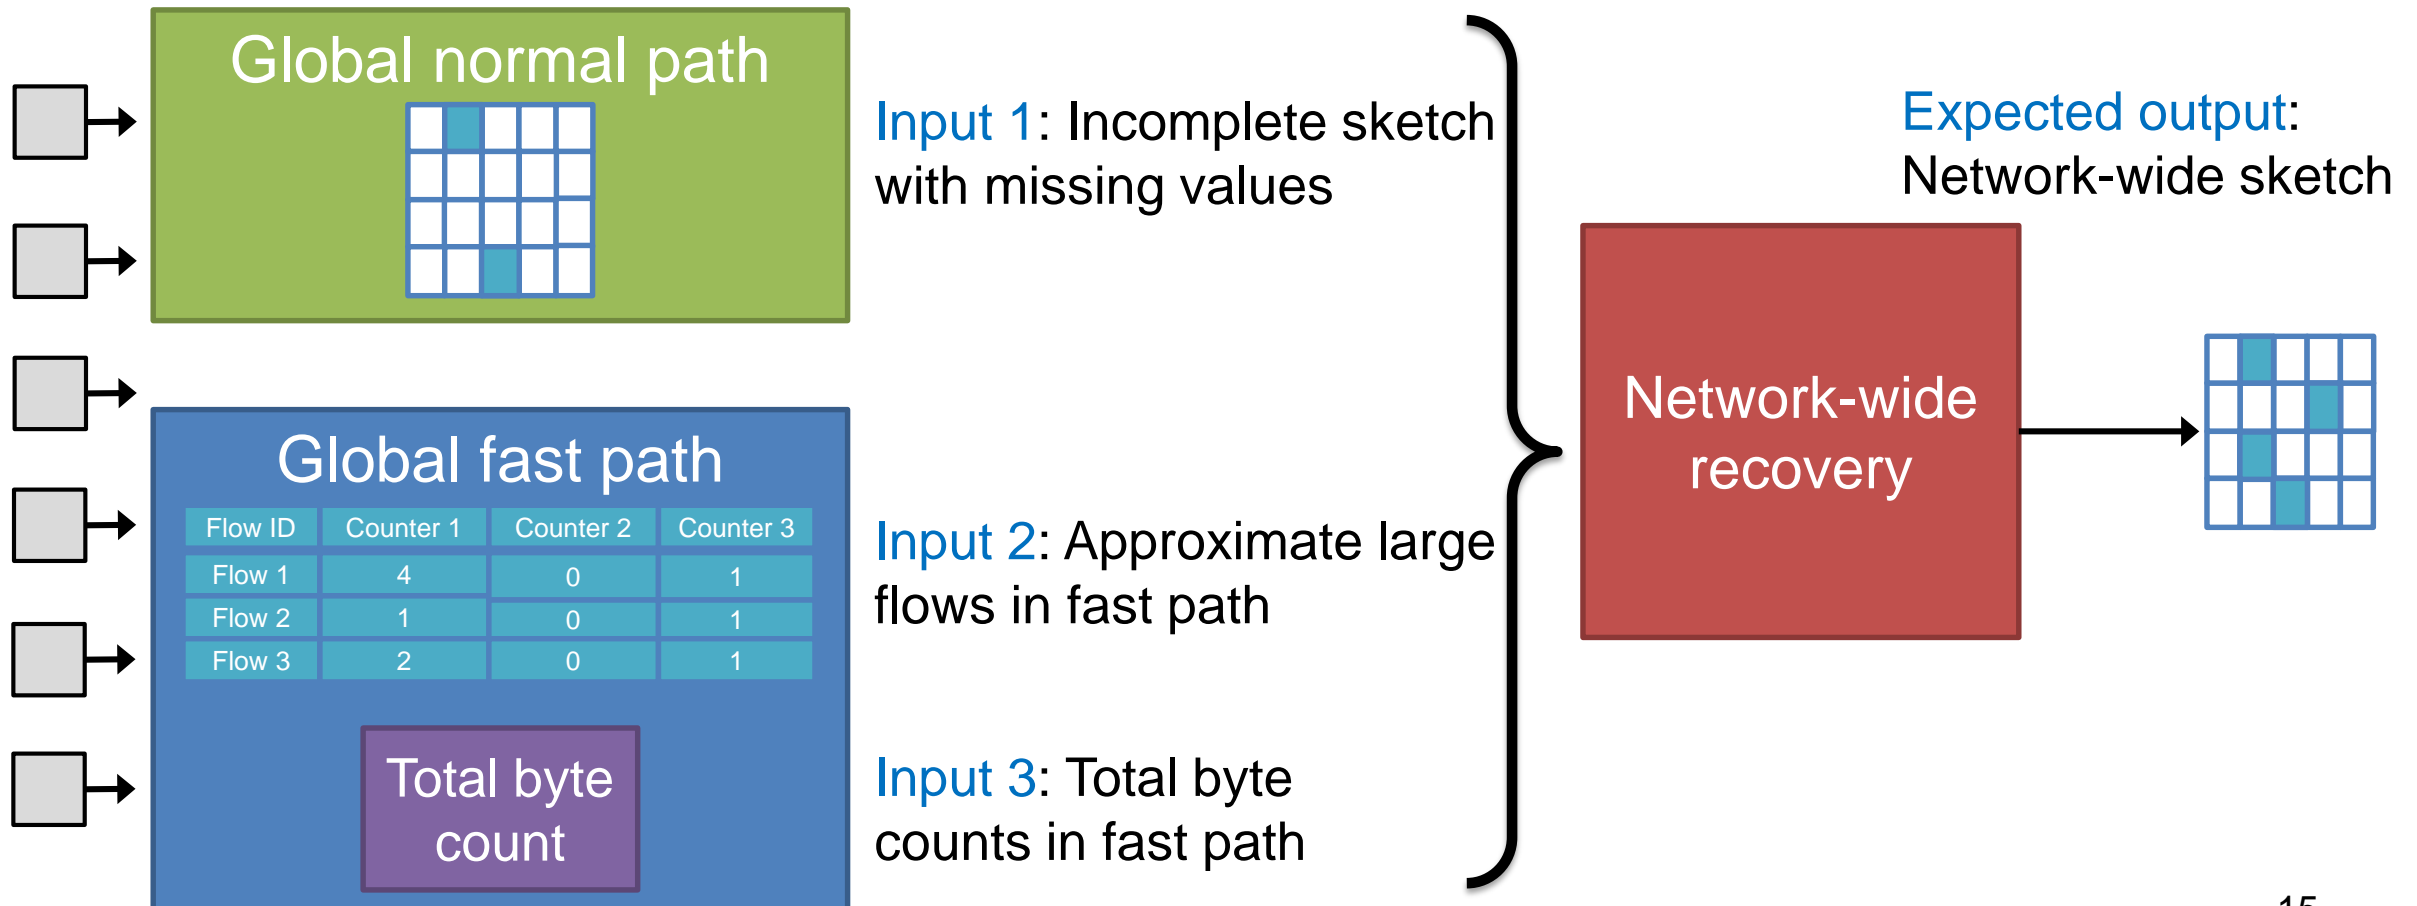 Global normal path
Input 1: Incomplete sketch
with missing values
Expected output:
Network-wide sketch
Global fast path
Flow ID Counter 1 Counter 2 Counter 3
Flow 1 4 0 1
Flow 2 1 0 1
Flow 3 2 0 1
Total byte
count
Input 2: Approximate large
flows in fast path
Input 3: Total byte
counts in fast path
Network-wide
recovery
15